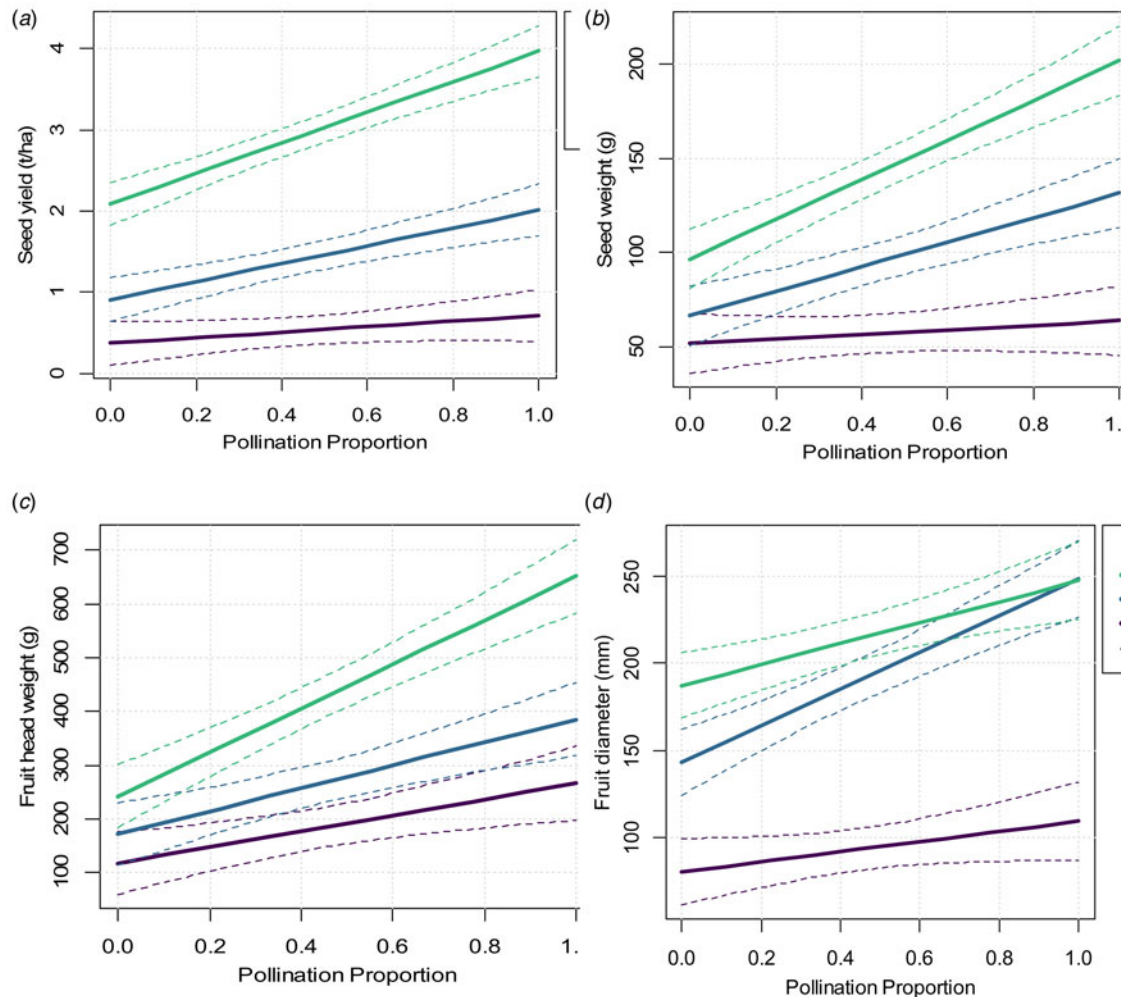 (a)
Seed yield (t/ha)
4
3
2
1
0
0.0 0.2 0.4 0.6 0.8 1.0
Pollination Proportion
(b)
Seed weight (g)
200
150
100
50
0.0 0.2 0.4 0.6 0.8 1.
Pollination Proportion
(c)
Fruit head weight (g)
700
600
500
400
300
200
100
0.0 0.2 0.4 0.6 0.8 1.
Pollination Proportion
(d)
Fruit diameter (mm)
250
200
150
100
0.0 0.2 0.4 0.6 0.8 1.0
Pollination Proportion